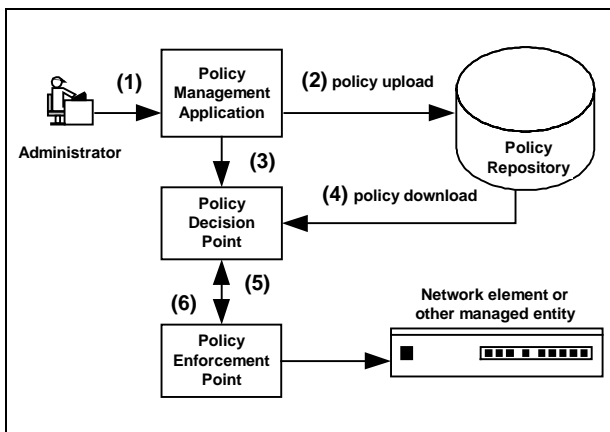 (1)
Policy
Management
Application
(2) policy upload
Administrator
Policy
Repository
(3)
(4) policy download
Policy
Decision
Point
(5)
(6)
Network element or
other managed entity
Policy
Enforcement
Point